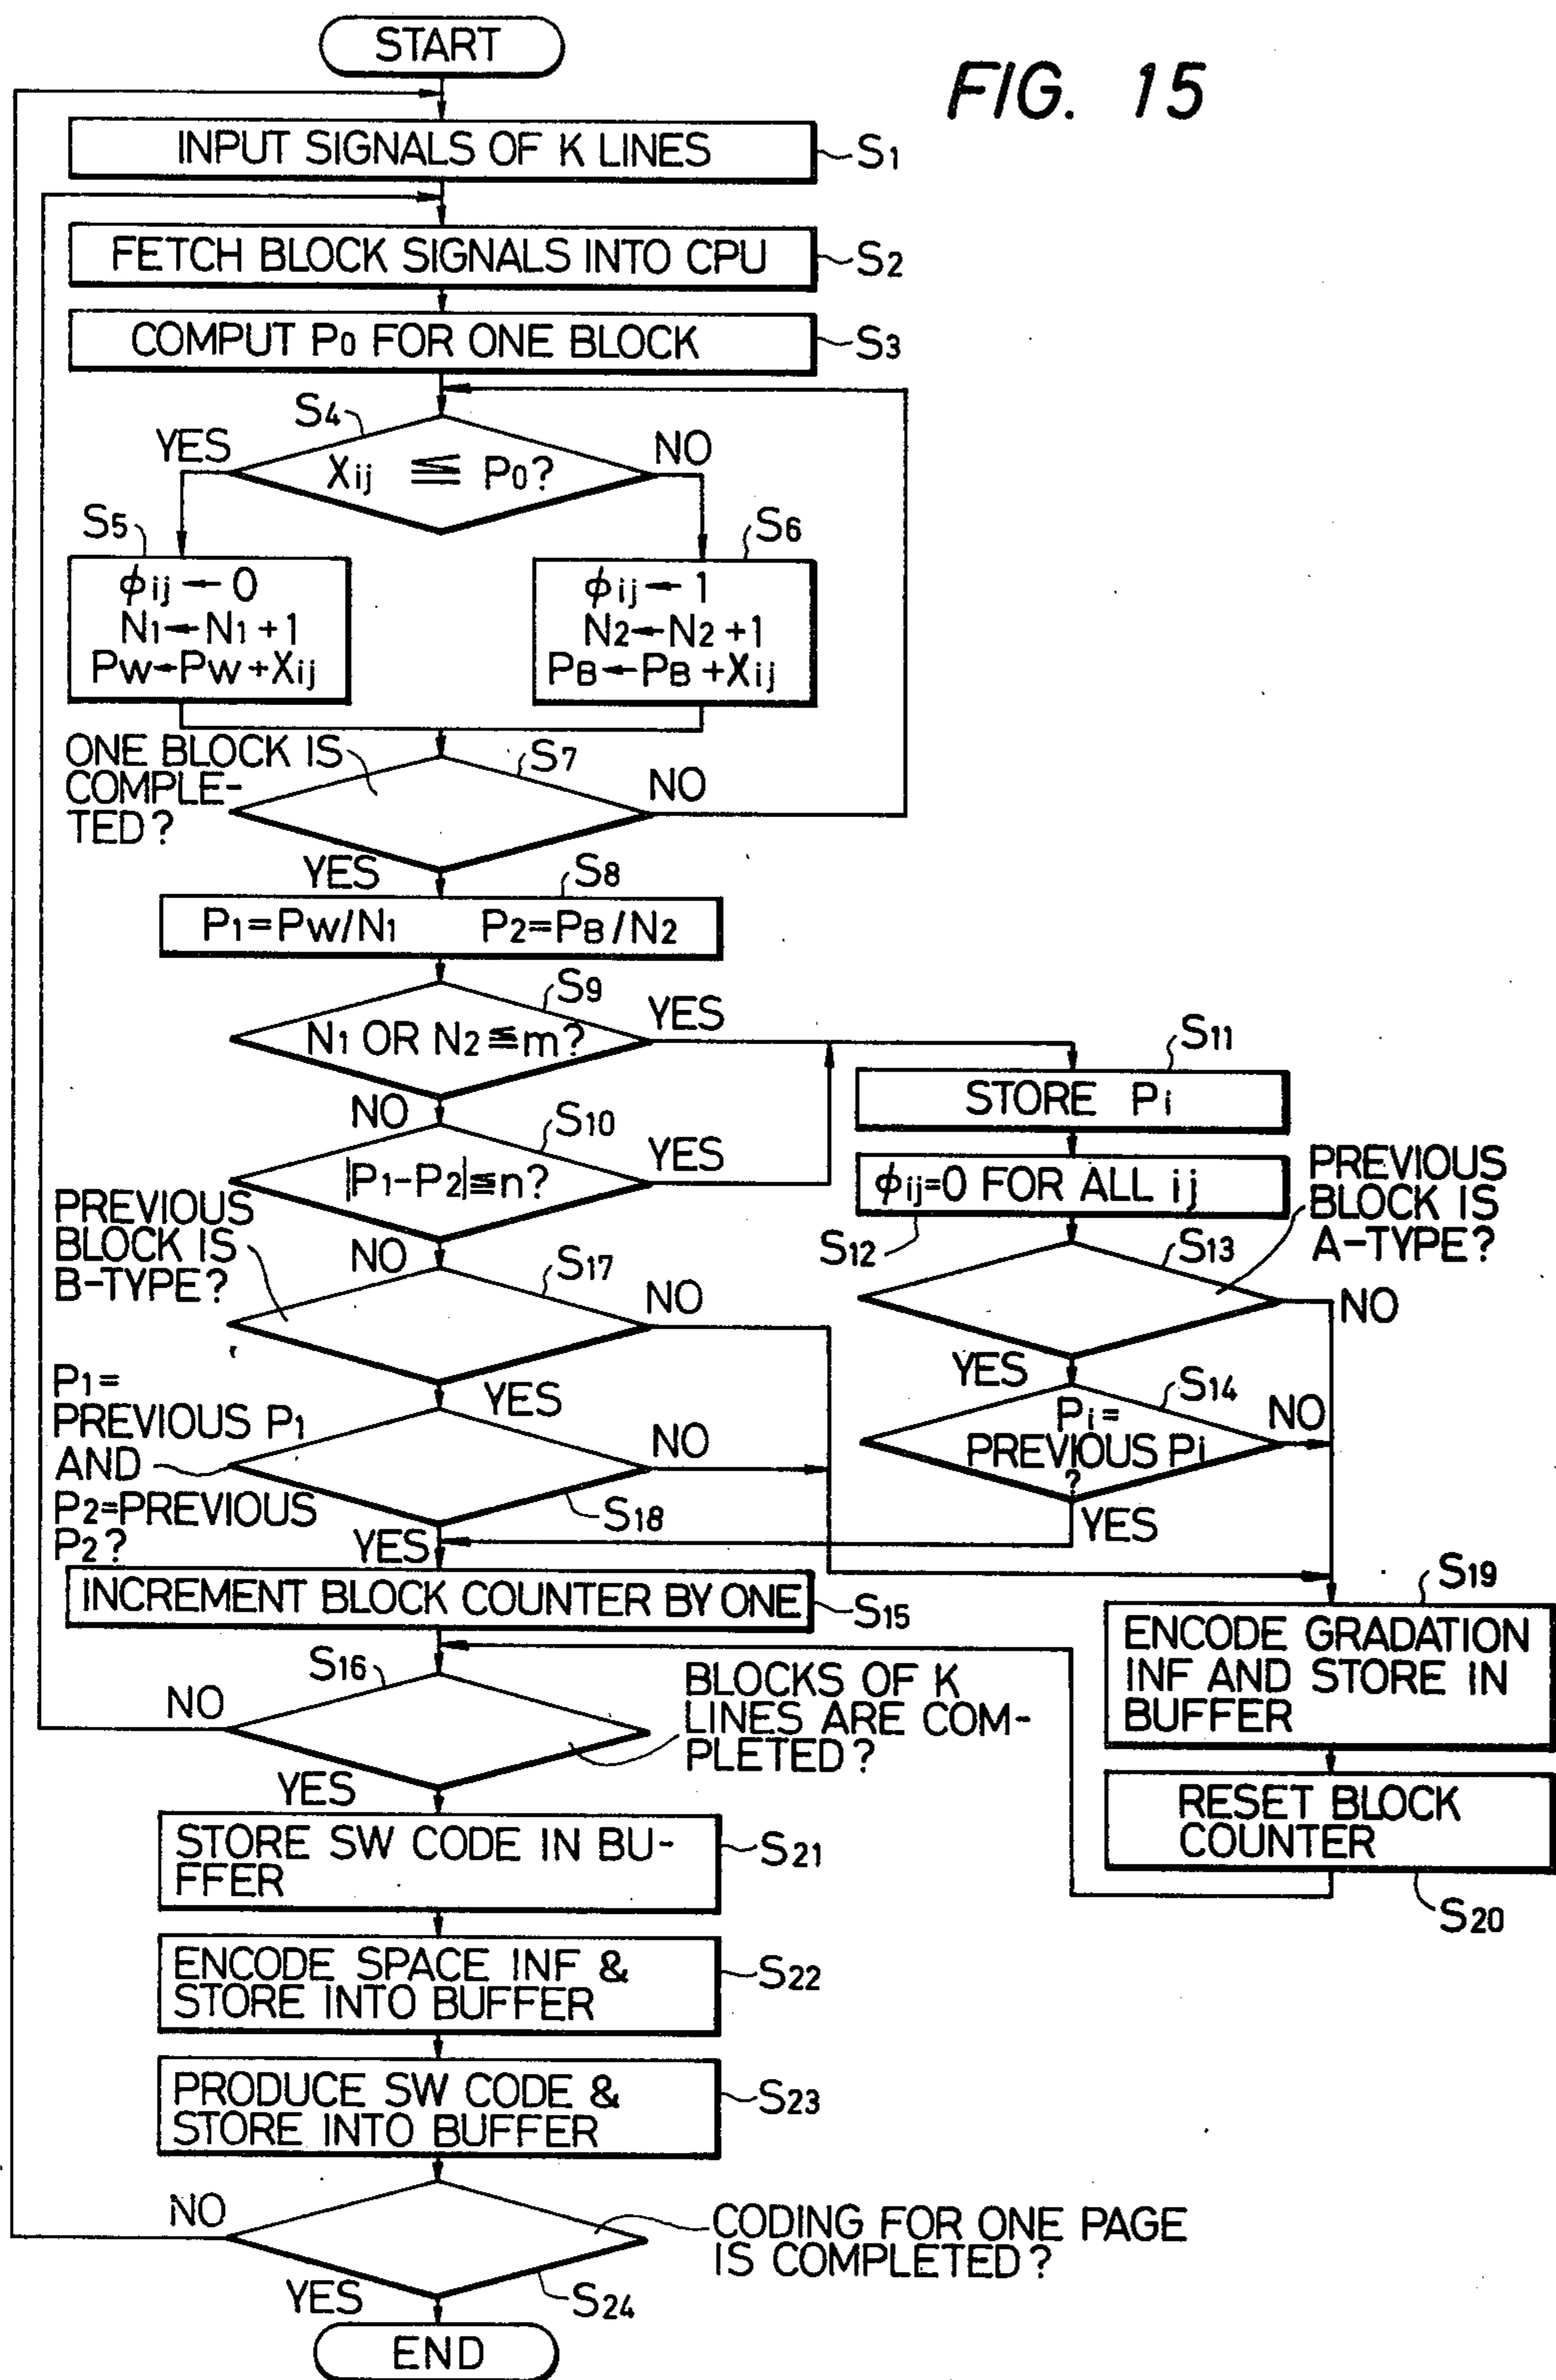 START
FIG. 15
INPUT SIGNALS OF K LINES
S1
FETCH BLOCK SIGNALS INTO CPU
S2
COMPUT P0 FOR ONE BLOCK
S3
S4
YES
NO
Xij ≦ P0?
S5
S6
ϕij←0
N1←N1+1
PW←PW+Xij
ϕij←1
N2←N2+1
PB←PB+Xij
ONE BLOCK IS
COMPLE-
TED?
S7
NO
YES
S8
P1=PW/N1 P2=PB/N2
S9
YES
N1 OR N2≦m?
NO
S10
YES
|P1-P2|≦n?
NO
S11
STORE Pi
ϕij=0 FOR ALL ij
S12
PREVIOUS
BLOCK IS
A-TYPE?
S13
NO
YES
PREVIOUS
BLOCK IS
B-TYPE?
S17
NO
YES
S14
Pi=
PREVIOUS Pi
?
NO
YES
P1=
PREVIOUS P1
AND
P2=PREVIOUS
P2?
NO
S18
YES
INCREMENT BLOCK COUNTER BY ONE
S15
S19
ENCODE GRADATION
INF AND STORE IN
BUFFER
S16
NO
BLOCKS OF K
LINES ARE COM-
PLETED?
YES
RESET BLOCK
COUNTER
S20
STORE SW CODE IN BU-
FFER
S21
ENCODE SPACE INF &
STORE INTO BUFFER
S22
PRODUCE SW CODE &
STORE INTO BUFFER
S23
NO
CODING FOR ONE PAGE
IS COMPLETED?
YES
S24
END